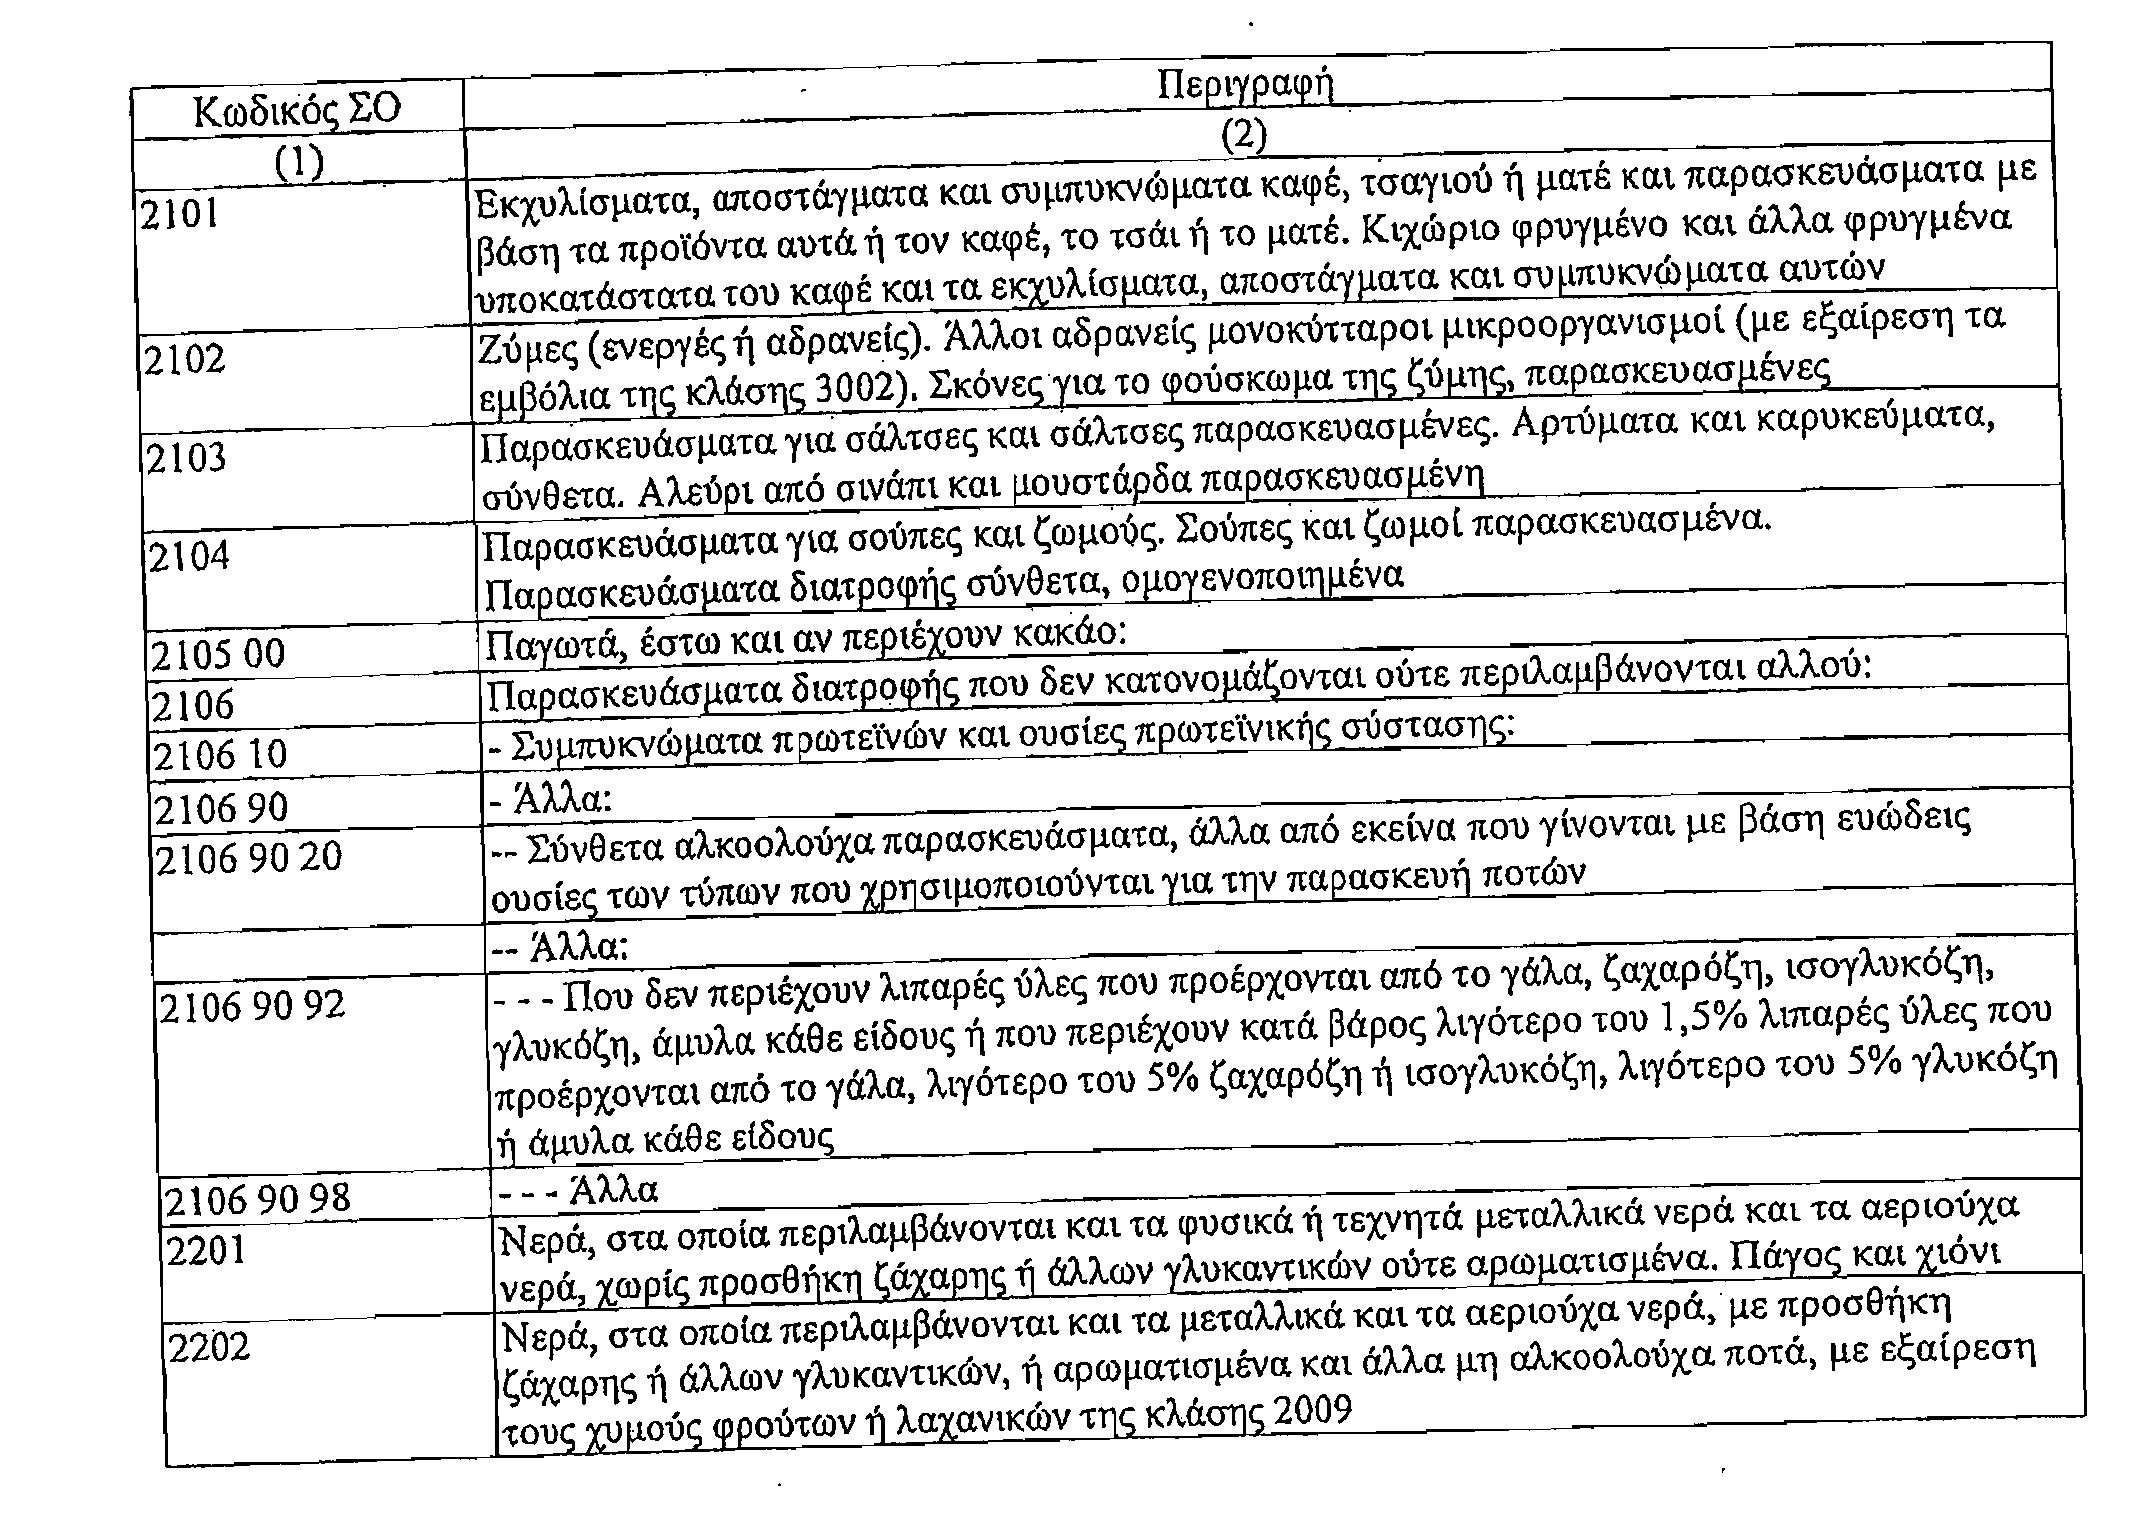 Κωδικός ΣΟ
Περιγραφή
(1)
(2)
2101
Εκχυλίσματα, αποστάγματα και συμπυκνώματα καφέ, τσαγιού ή ματέ και παρασκευάσματα με
βάση τα προϊόντα αυτά ή τον καφέ, το τσάι ή το ματέ. Κιχώριο φρυγμένο και άλλα φρυγμένα
υποκατάστατα του καφέ και τα εκχυλίσματα, αποστάγματα και συμπυκνώματα αυτών
2102
Ζύμες (ενεργές ή αδρανείς). Άλλοι αδρανείς μονοκύτταροι μικροοργανισμοί (με εξαίρεση τα
εμβόλια της κλάσης 3002). Σκόνες για το φούσκωμα της ζύμης, παρασκευασμένες
2103
Παρασκευάσματα για σάλτσες και σάλτσες παρασκευασμένες. Αρτύματα και καρυκεύματα,
σύνθετα. Αλεύρι από σινάπι και μουστάρδα παρασκευασμένη
2104
Παρασκευάσματα για σούπες και ζωμούς. Σούπες και ζωμοί παρασκευασμένα.
Παρασκευάσματα διατροφής σύνθετα, ομογενοποιημένα
2105 00
Παγωτά, έστω και αν περιέχουν κακάο:
2106
Παρασκευάσματα διατροφής που δεν κατονομάζονται ούτε περιλαμβάνονται αλλού:
2106 10
- Συμπυκνώματα πρωτεϊνών και ουσίες πρωτεϊνικής σύστασης:
2106 90
- Άλλα:
2106 90 20
-- Σύνθετα αλκοολούχα παρασκευάσματα, άλλα από εκείνα που γίνονται με βάση ευώδεις
ουσίες των τύπων που χρησιμοποιούνται για την παρασκευή ποτών
-- Άλλα:
2106 90 92
- - - Που δεν περιέχουν λιπαρές ύλες που προέρχονται από το γάλα, ζαχαρόζη, ισογλυκόζη,
γλυκόζη, άμυλα κάθε είδους ή που περιέχουν κατά βάρος λιγότερο του 1,5% λιπαρές ύλες που
προέρχονται από το γάλα, λιγότερο του 5% ζαχαρόζη ή ισογλυκόζη, λιγότερο του 5% γλυκόζη
ή άμυλα κάθε είδους
2106 90 98
- - - Άλλα
2201
Νερά, στα οποία περιλαμβάνονται και τα φυσικά ή τεχνητά μεταλλικά νερά και τα αεριούχα
νερά, χωρίς προσθήκη ζάχαρης ή άλλων γλυκαντικών ούτε αρωματισμένα. Πάγος και χιόνι
2202
Νερά, στα οποία περιλαμβάνονται και τα μεταλλικά και τα αεριούχα νερά, με προσθήκη
ζάχαρης ή άλλων γλυκαντικών, ή αρωματισμένα και άλλα μη αλκοολούχα ποτά, με εξαίρεση
τους χυμούς φρούτων ή λαχανικών της κλάσης 2009